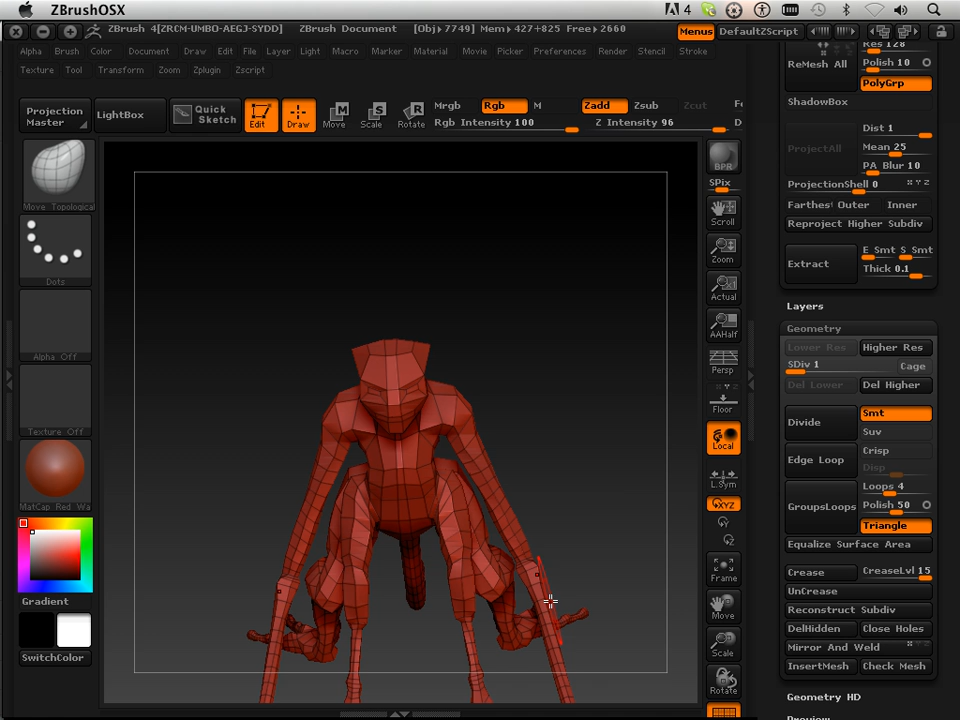 ZBrushOSX
4
ZBrush 4[ZRCM-UMBO-AEGJ-SYDD] ZBrush Document [Obj▸7749] Mem▸427+825 Free▸2660 Menus DefaultZScript
Alpha Brush Color Document Draw Edit File Layer Light Macro Marker Material Movie Picker Preferences Render Stencil Stroke
Texture Tool Transform Zoom Zplugin Zscript
Projection Master
LightBox
Quick Sketch
Edit Draw Move Scale Rotate
Mrgb Rgb M Zadd Zsub Zcut
Rgb Intensity 100 Z Intensity 96
Move Topological
Dots
Alpha Off
Texture Off
MatCap Red Wa
Gradient
SwitchColor
BPR
SPix
Scroll
Zoom
Actual
AAHalf
Persp
Floor
Local
L.Sym
XYZ
Frame
Move
Scale
Rotate
Res 128
ReMesh All Polish 10
PolyGrp
ShadowBox
Dist 1
ProjectAll Mean 25
PA Blur 10
ProjectionShell 0 X Y Z
Farthes Outer Inner
Reproject Higher Subdiv
E Smt S Smt
Extract Thick 0.1
Layers
Geometry
Lower Res Higher Res
SDiv 1 Cage
Del Lower Del Higher
Divide Smt
Suv
Edge Loop Crisp
Disp
Loops 4
GroupsLoops Polish 50
Triangle
Equalize Surface Area
Crease CreaseLvl 15
UnCrease
Reconstruct Subdiv
DelHidden Close Holes
Mirror And Weld
InsertMesh Check Mesh
Geometry HD